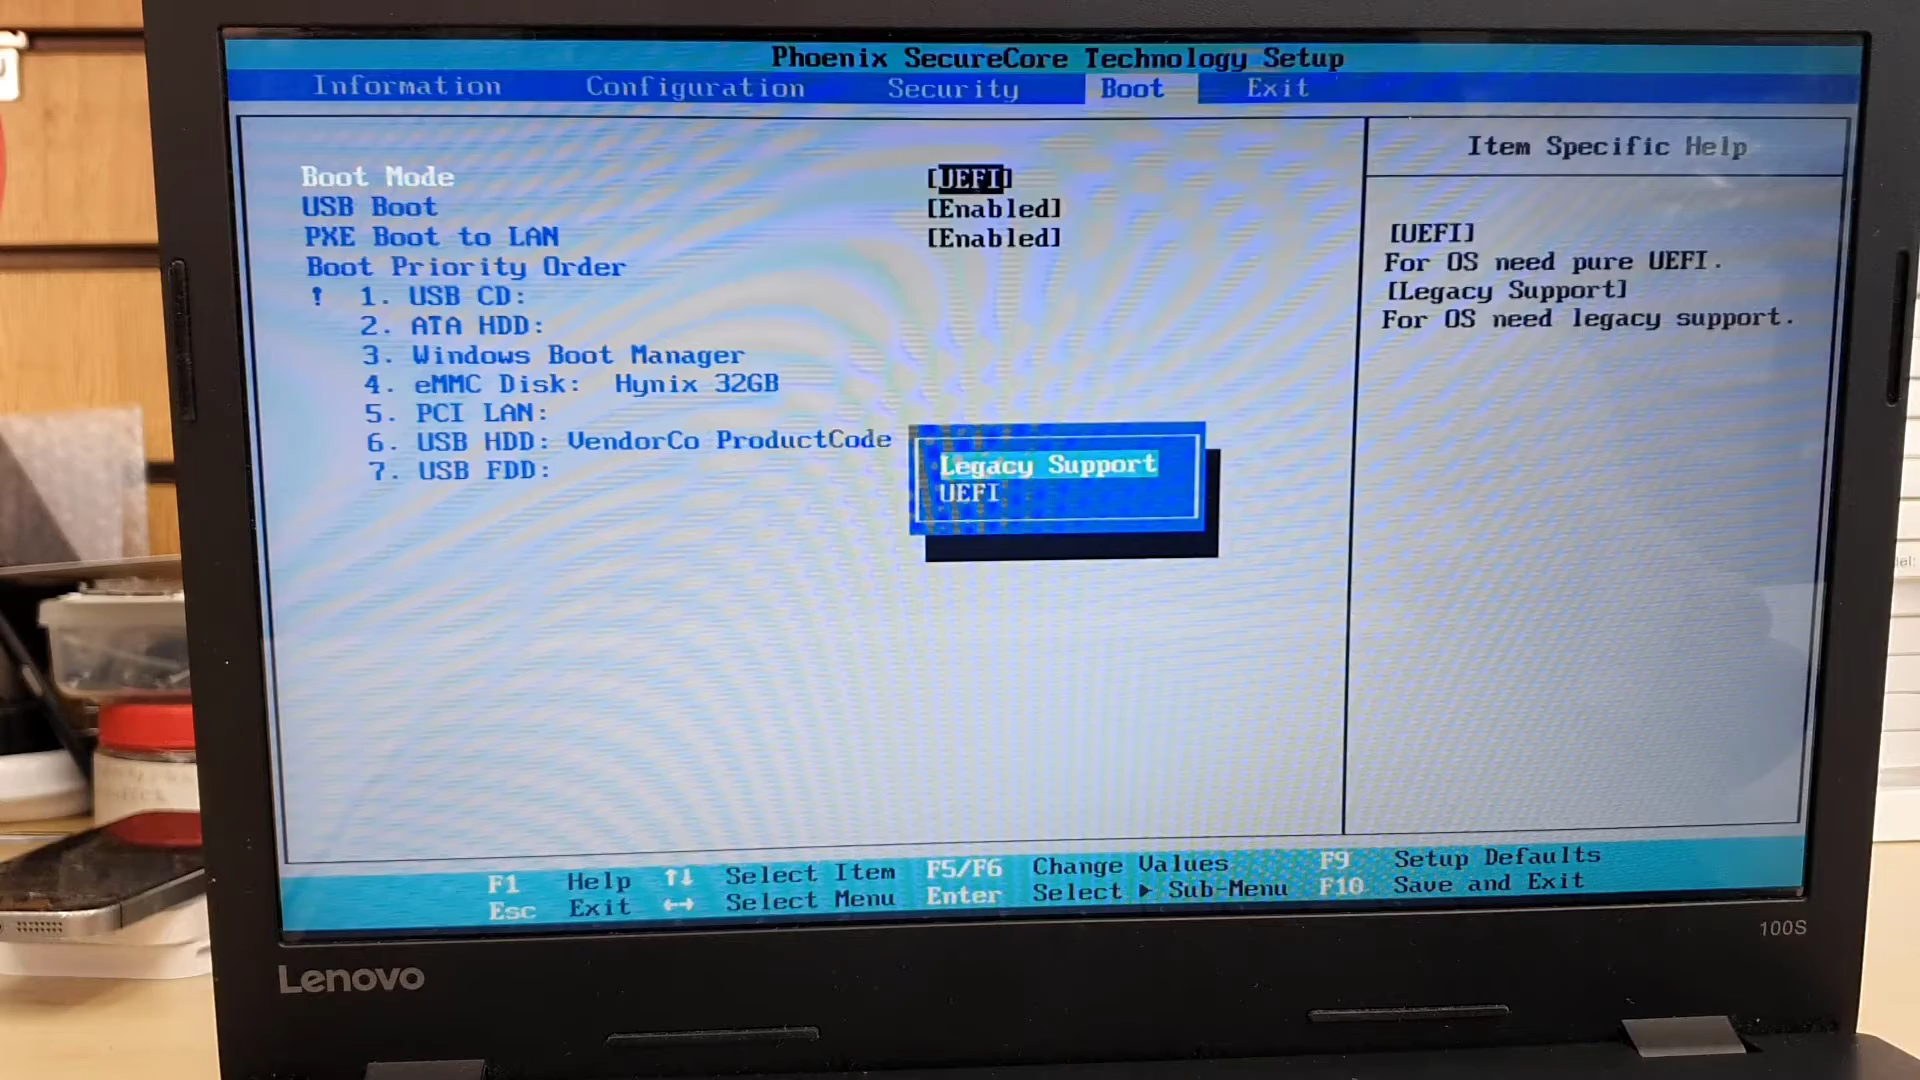 Phoenix SecureCore Technology Setup
Information Configuration Security Boot Exit
Item Specific Help
Boot Mode [UEFI]
USB Boot [Enabled]
PXE Boot to LAN [Enabled]
Boot Priority Order
! 1. USB CD:
2. ATA HDD:
3. Windows Boot Manager
4. eMMC Disk: Hynix 32GB
5. PCI LAN:
6. USB HDD: VendorCo ProductCode
7. USB FDD:
Legacy Support
UEFI
[UEFI]
For OS need pure UEFI.
[Legacy Support]
For OS need legacy support.
F1 Help ↑↓ Select Item F5/F6 Change Values F9 Setup Defaults
Esc Exit ↔ Select Menu Enter Select ▶ Sub-Menu F10 Save and Exit
100S
Lenovo